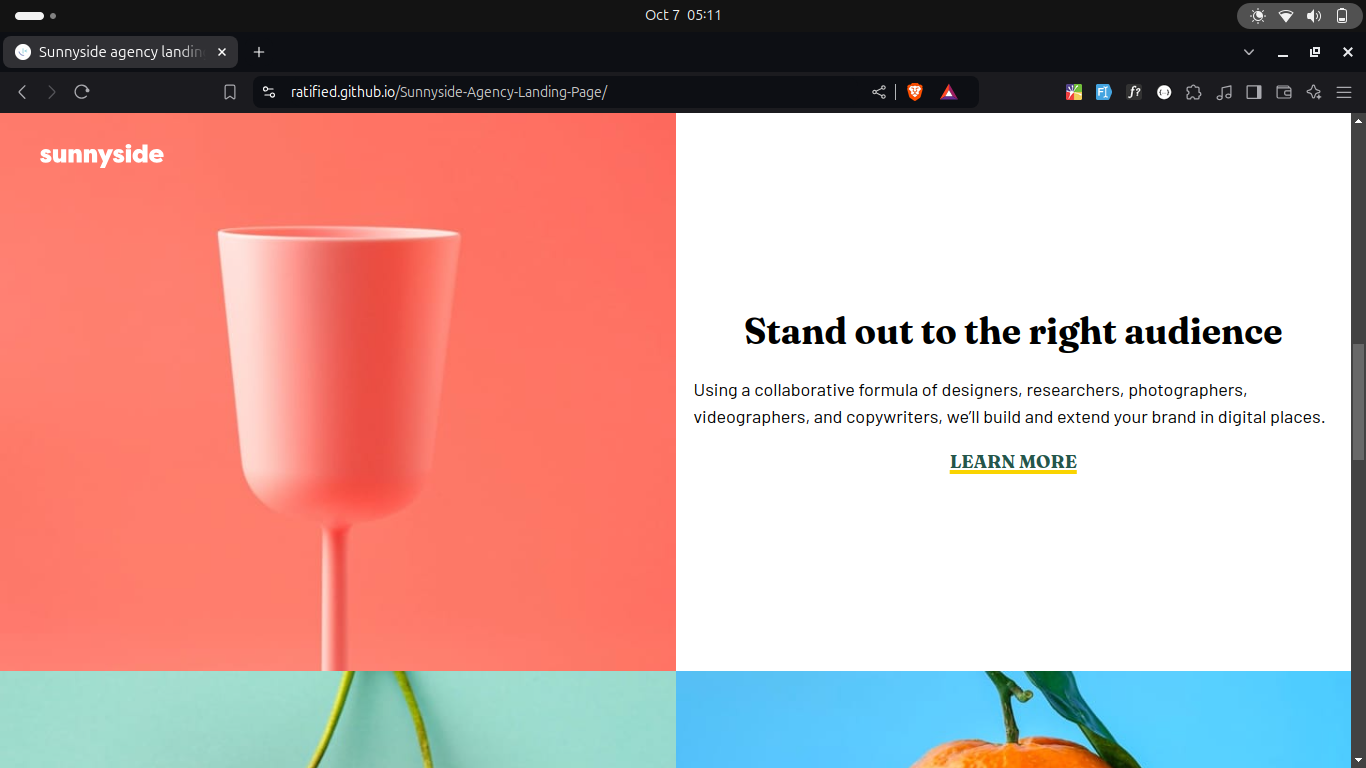 Oct 7 05:11
Sunnyside agency landin
ratified.github.io/Sunnyside-Agency-Landing-Page/
sunnyside
Stand out to the right audience
Using a collaborative formula of designers, researchers, photographers,
videographers, and copywriters, we’ll build and extend your brand in digital places.
LEARN MORE